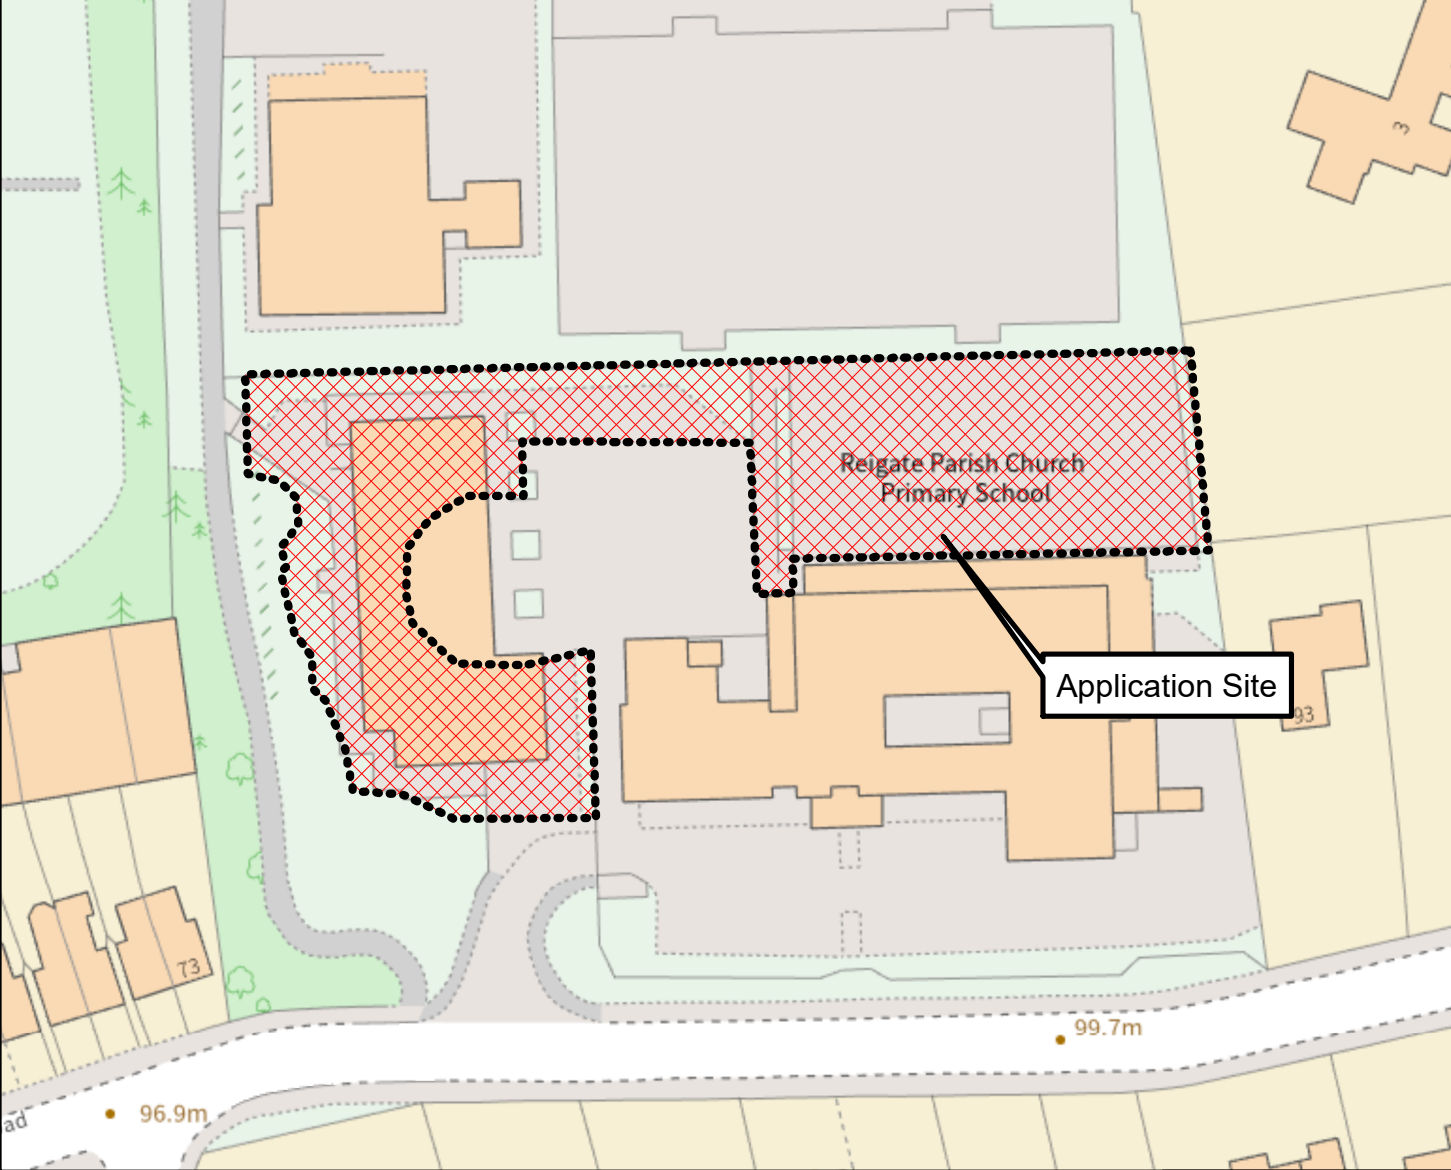 3
Reigate Parish Church
Primary School
Application Site
93
73
99.7m
96.9m
ad